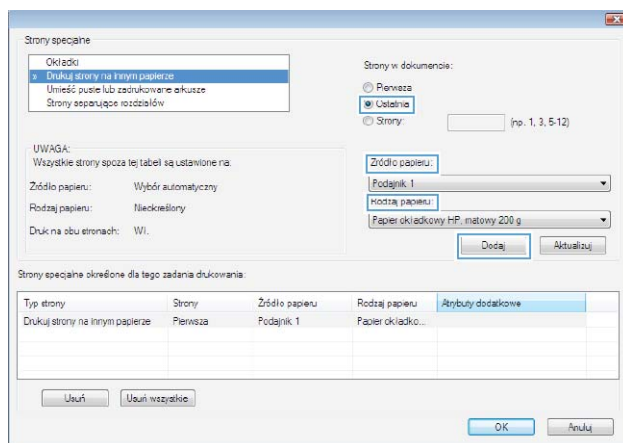 Strony specjalne
Okładki
» Drukuj strony na innym papierze
Umieść puste lub zadrukowane arkusze
Strony separujące rozdziałów
Strony w dokumencie:
Pierwsza
Ostatnia
Strony: (np. 1, 3, 5-12)
UWAGA:
Wszystkie strony spoza tej tabeli są ustawione na:
Źródło papieru: Wybór automatyczny
Rodzaj papieru: Nieokreślony
Druk na obu stronach: Wł.
Źródło papieru:
Podajnik 1
Rodzaj papieru:
Papier okładkowy HP, matowy 200 g
Dodaj Aktualizuj
Strony specjalne określone dla tego zadania drukowania:
Typ strony Strony Źródło papieru Rodzaj papieru Atrybuty dodatkowe
Drukuj strony na innym papierze Pierwsza Podajnik 1 Papier okładko...
Usuń Usuń wszystkie
OK Anuluj